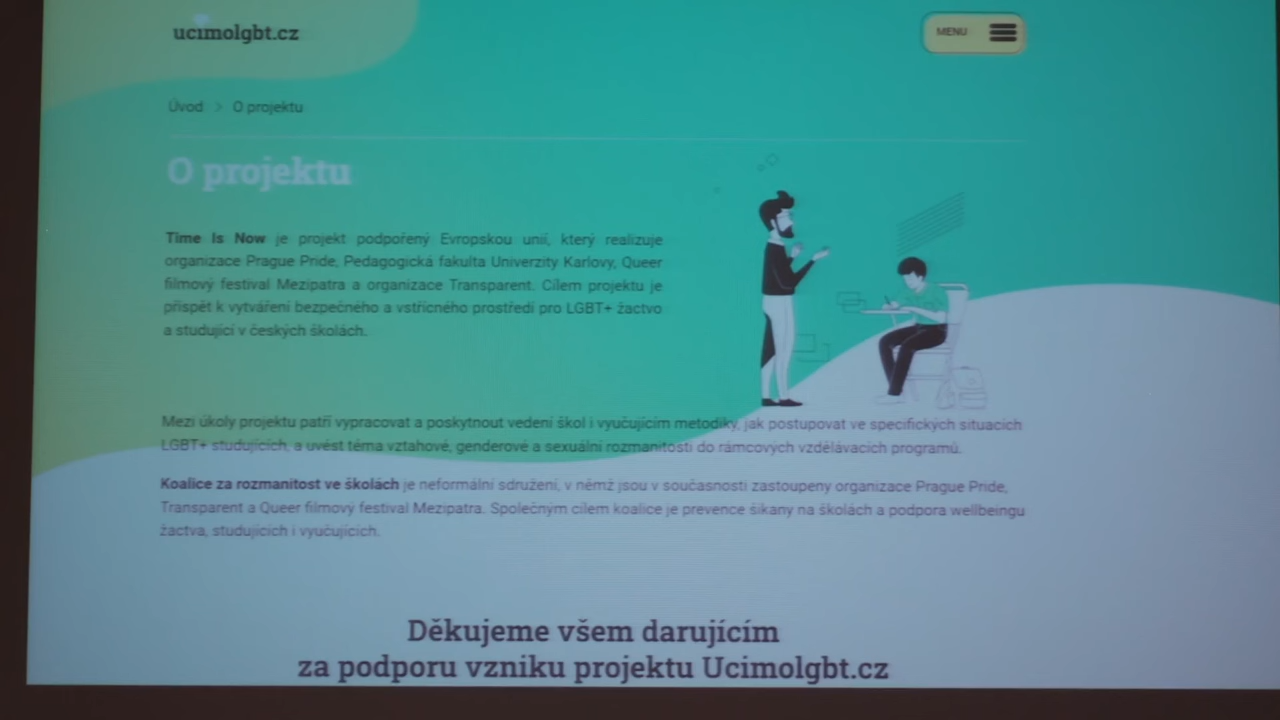 ucimolgbt.cz
MENU
Úvod > O projektu
O projektu
Time Is Now je projekt podpořený Evropskou unií, který realizuje
organizace Prague Pride, Pedagogická fakulta Univerzity Karlovy, Queer
filmový festival Mezipatra a organizace Transparent. Cílem projektu je
přispět k vytváření bezpečného a vstřícného prostředí pro LGBT+ žactvo
a studující v českých školách.
Mezi úkoly projektu patří vypracovat a poskytnout vedení škol i vyučujícím metodiky, jak postupovat ve specifických situacích
LGBT+ studujících, a uvést téma vztahové, genderové a sexuální rozmanitosti do rámcových vzdělávacích programů.
Koalice za rozmanitost ve školách je neformální sdružení, v němž jsou v současnosti zastoupeny organizace Prague Pride,
Transparent a Queer filmový festival Mezipatra. Společným cílem koalice je prevence šikany na školách a podpora wellbeingu
žactva, studujících i vyučujících.
Děkujeme všem darujícím
za podporu vzniku projektu Ucimolgbt.cz